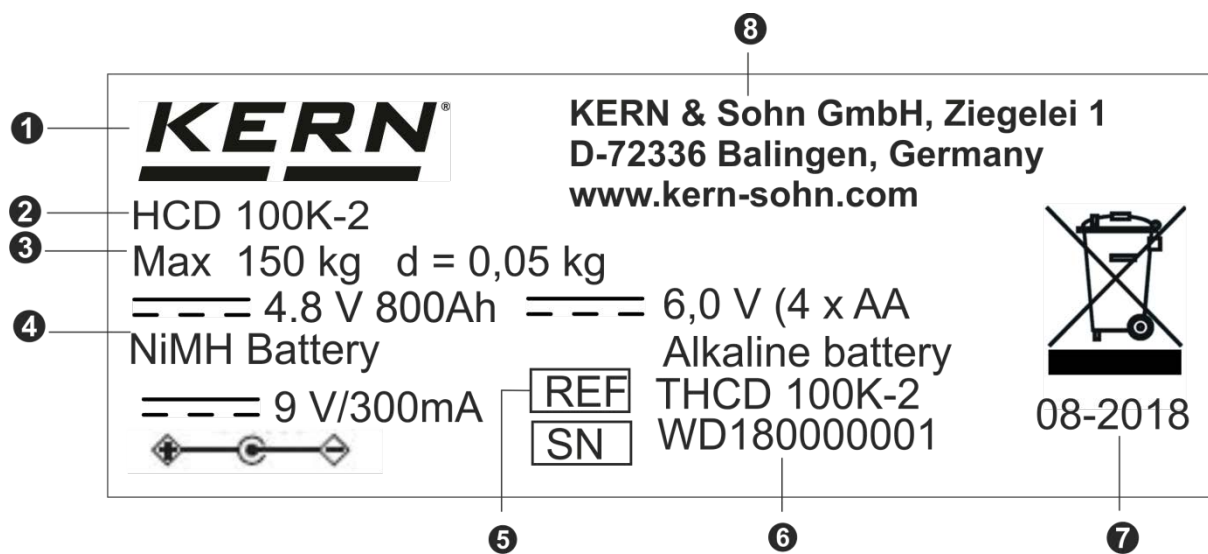 8
KERN®
KERN & Sohn GmbH, Ziegelei 1
D-72336 Balingen, Germany
www.kern-sohn.com
1
2
HCD 100K-2
3
Max 150 kg d = 0,05 kg
4.8 V 800Ah 6,0 V (4 x AA
4
NiMH Battery Alkaline battery
9 V/300mA
REF THCD 100K-2
SN WD180000001
08-2018
5
6
7